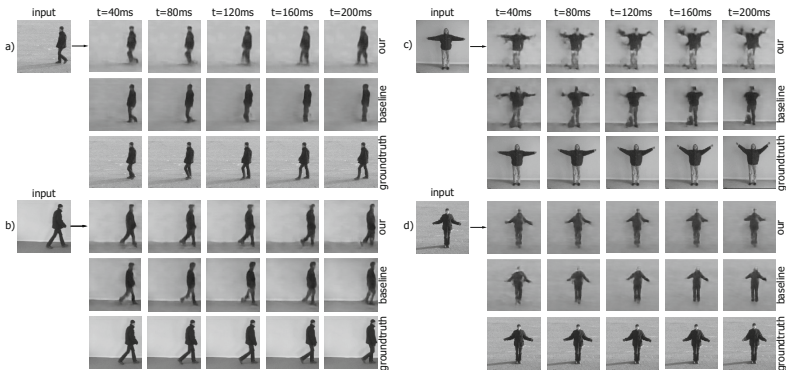 input t=40ms t=80ms t=120ms t=160ms t=200ms
a)
our
baseline
groundtruth
input
b)
our
baseline
groundtruth
input t=40ms t=80ms t=120ms t=160ms t=200ms
c)
our
baseline
groundtruth
input
d)
our
baseline
groundtruth